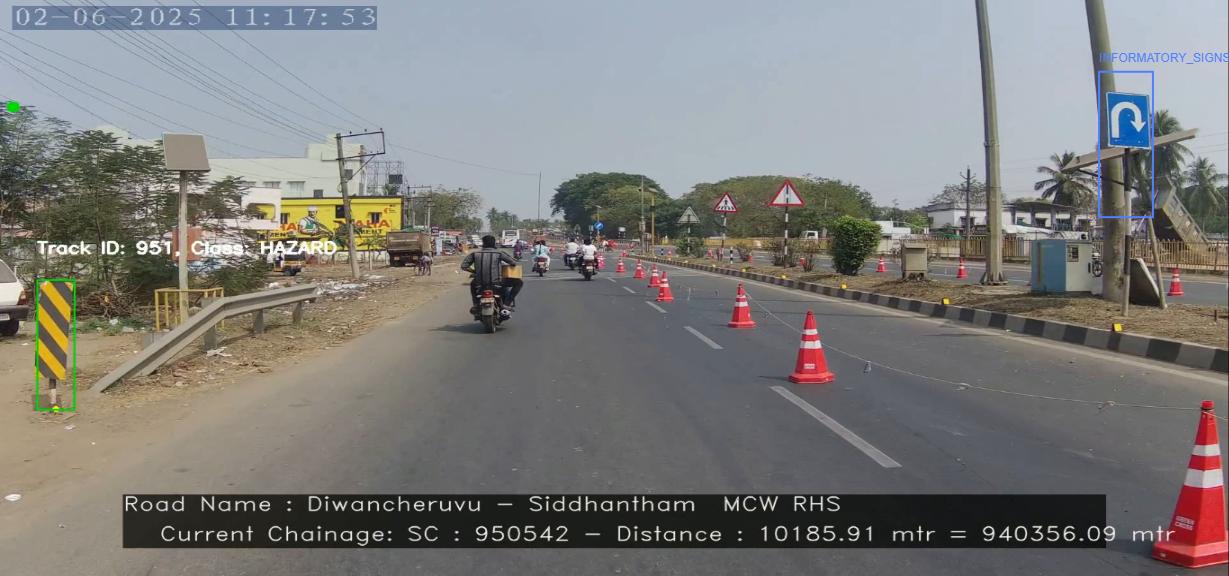 02-06-2025 11:17:53
INFORMATORY_SIGNS
Track ID: 951, Class: HAZARD
Road Name : Diwancheruvu - Siddhantham MCW RHS
Current Chainage: SC : 950542 - Distance : 10185.91 mtr = 940356.09 mtr